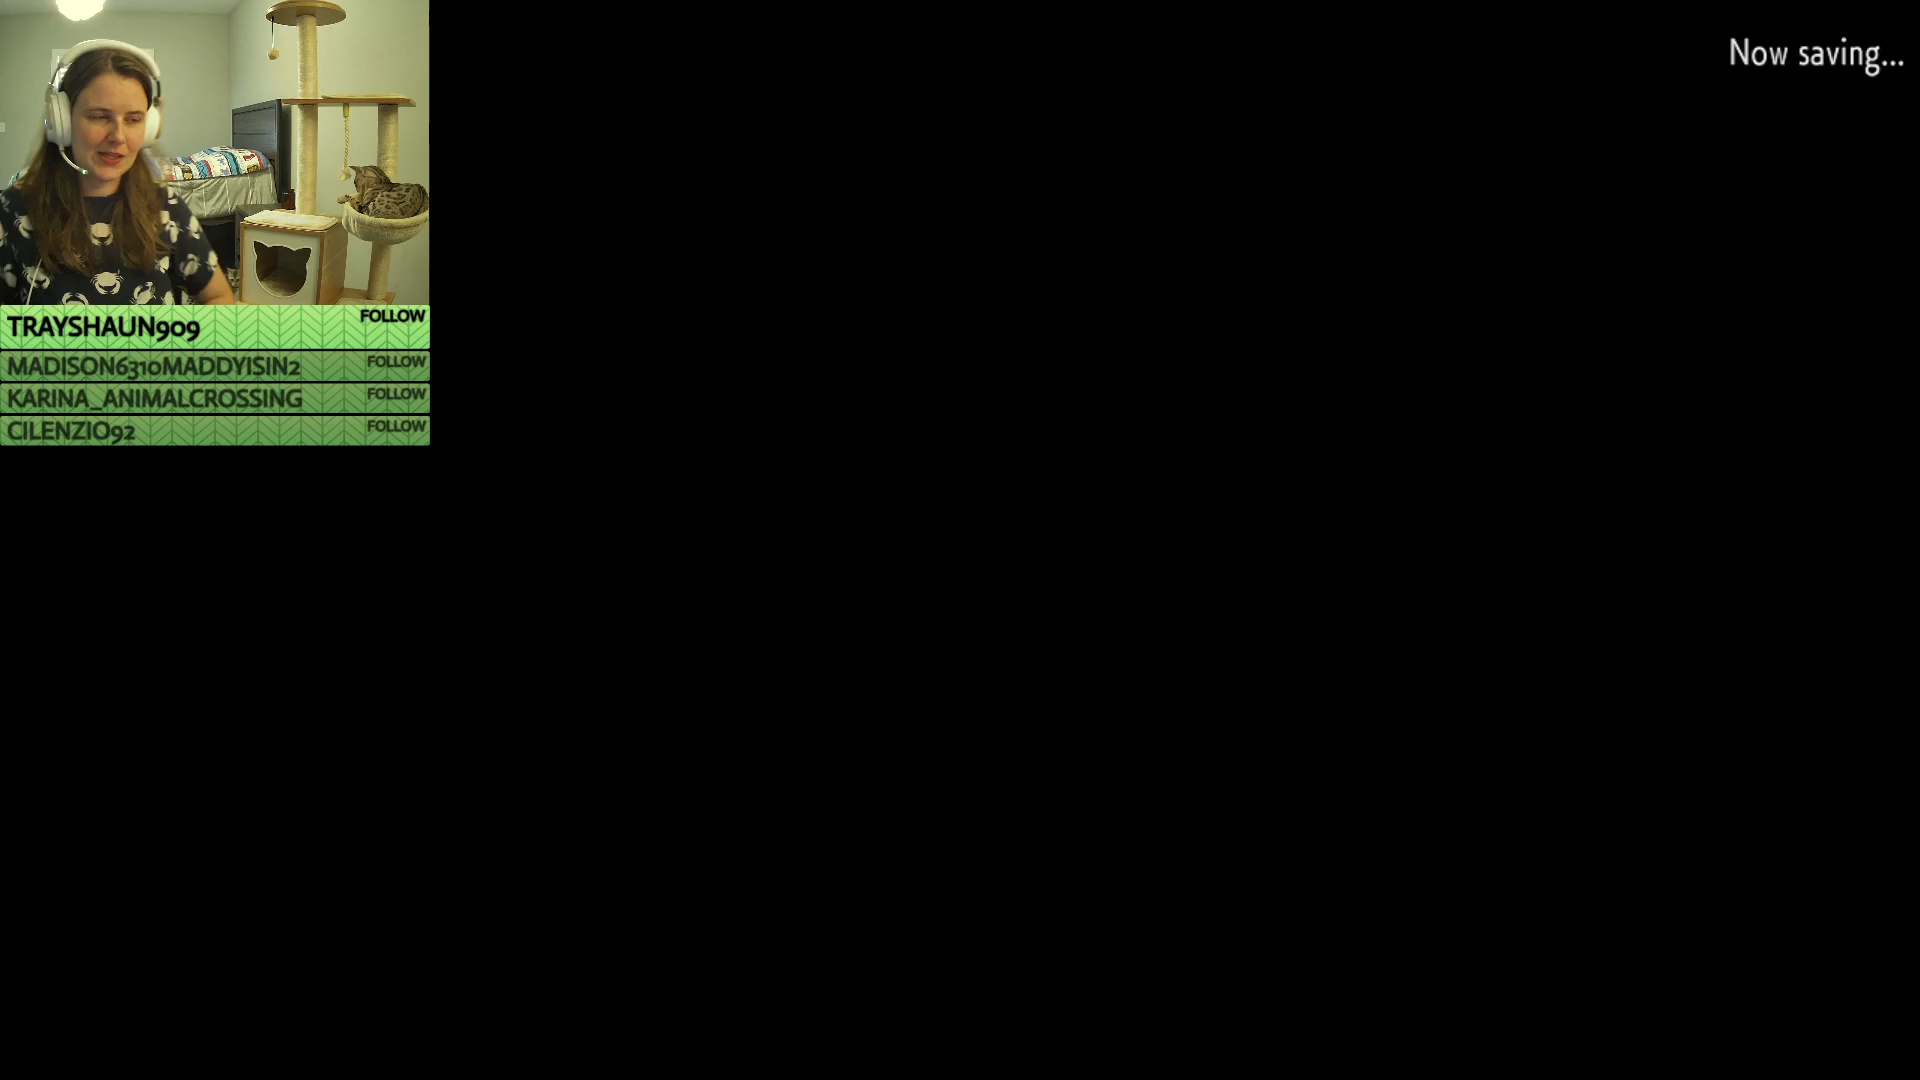 Now saving...
TRAYSHAUN909 FOLLOW
MADISON6310MADDYISIN2 FOLLOW
KARINA_ANIMALCROSSING FOLLOW
CILENZIO92 FOLLOW